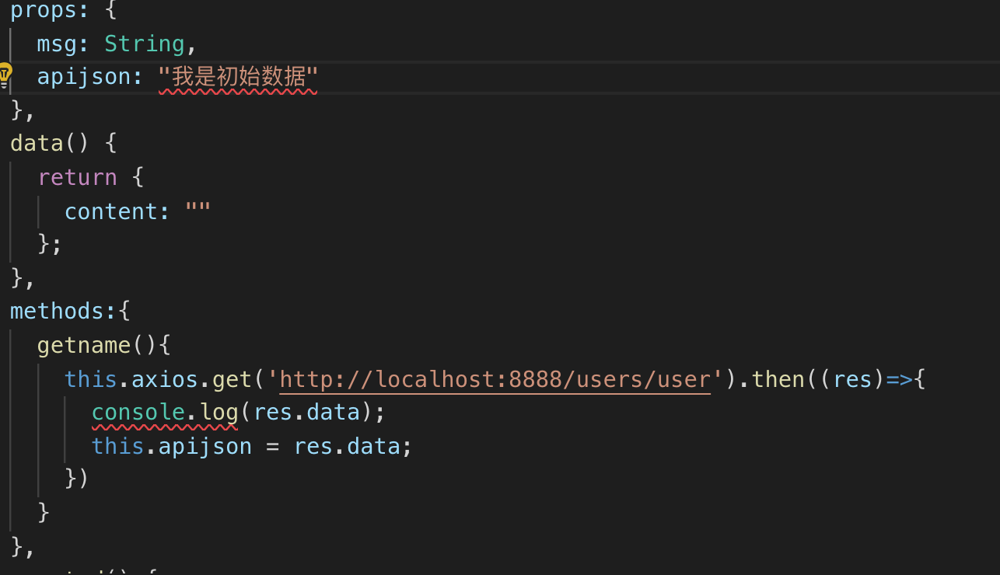 props: {
msg: String,
apijson: "我是初始数据"
},
data() {
return {
content: ""
};
},
methods:{
getname(){
this.axios.get('http://localhost:8888/users/user').then((res)=>{
console.log(res.data);
this.apijson = res.data;
})
}
},